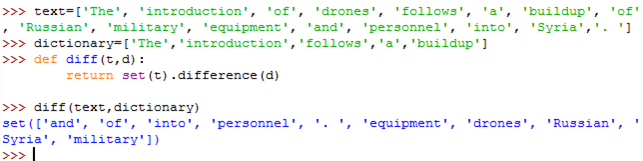 >>> text=['The', 'introduction', 'of', 'drones', 'follows', 'a', 'buildup', 'of'
, 'Russian', 'military', 'equipment', 'and', 'personnel', 'into', 'Syria','. ']
>>> dictionary=['The','introduction','follows','a','buildup']
>>> def diff(t,d):
        return set(t).difference(d)

>>> diff(text,dictionary)
set(['and', 'of', 'into', 'personnel', '. ', 'equipment', 'drones', 'Russian', '
Syria', 'military'])
>>>